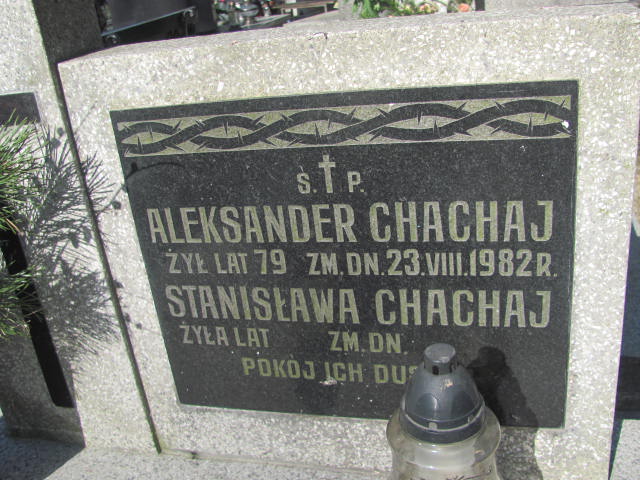 Ś. P.
ALEKSANDER CHACHAJ
ŻYŁ LAT 79 ZM. DN. 23.VIII.1982 R.
STANISŁAWA CHACHAJ
ŻYŁA LAT ZM. DN.
POKÓJ ICH